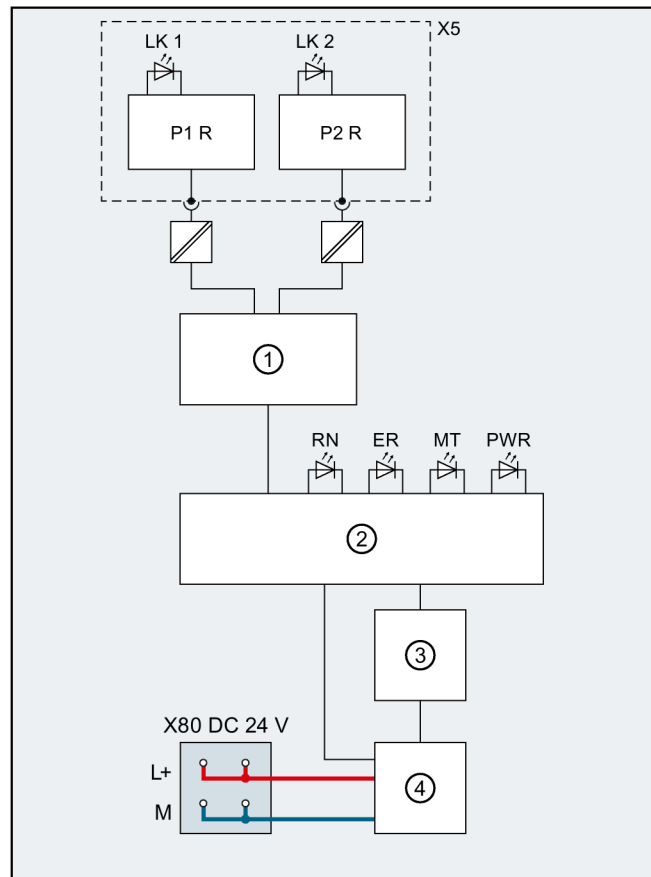 X5
LK 1 LK 2
P1 R P2 R
①
RN ER MT PWR
②
③
X80 DC 24 V
L+
④
M